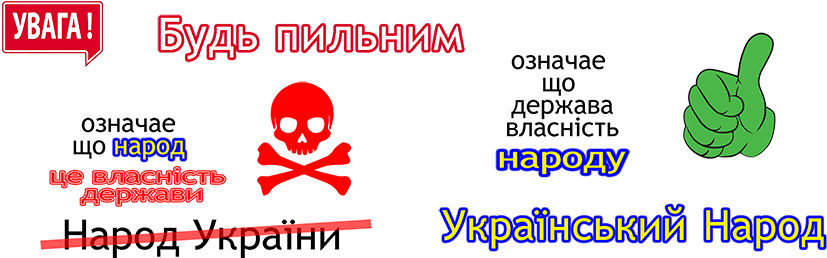 УВАГА!
Будь пильним
означає
що народ
це власність
держави
Народ України
означає
що
держава
власність
народу
Український Народ